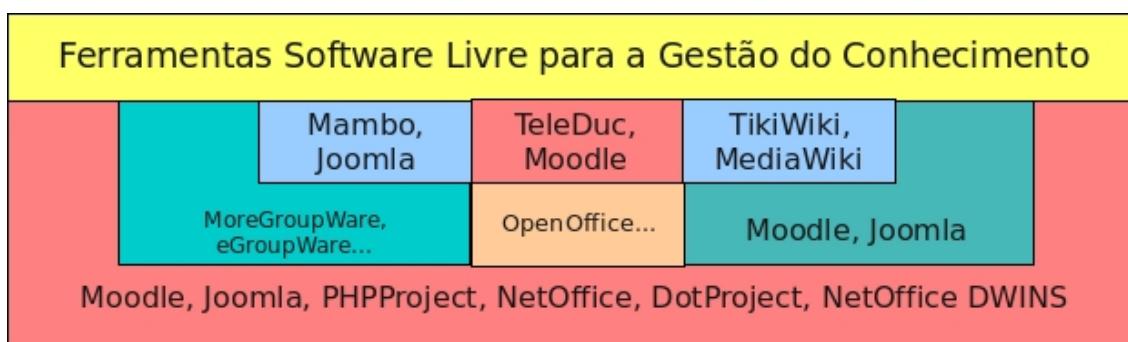 Ferramentas Software Livre para a Gestão do Conhecimento
Mambo,
Joomla
TeleDuc,
Moodle
TikiWiki,
MediaWiki
MoreGroupWare,
eGroupWare...
OpenOffice...
Moodle, Joomla
Moodle, Joomla, PHPProject, NetOffice, DotProject, NetOffice DWINS